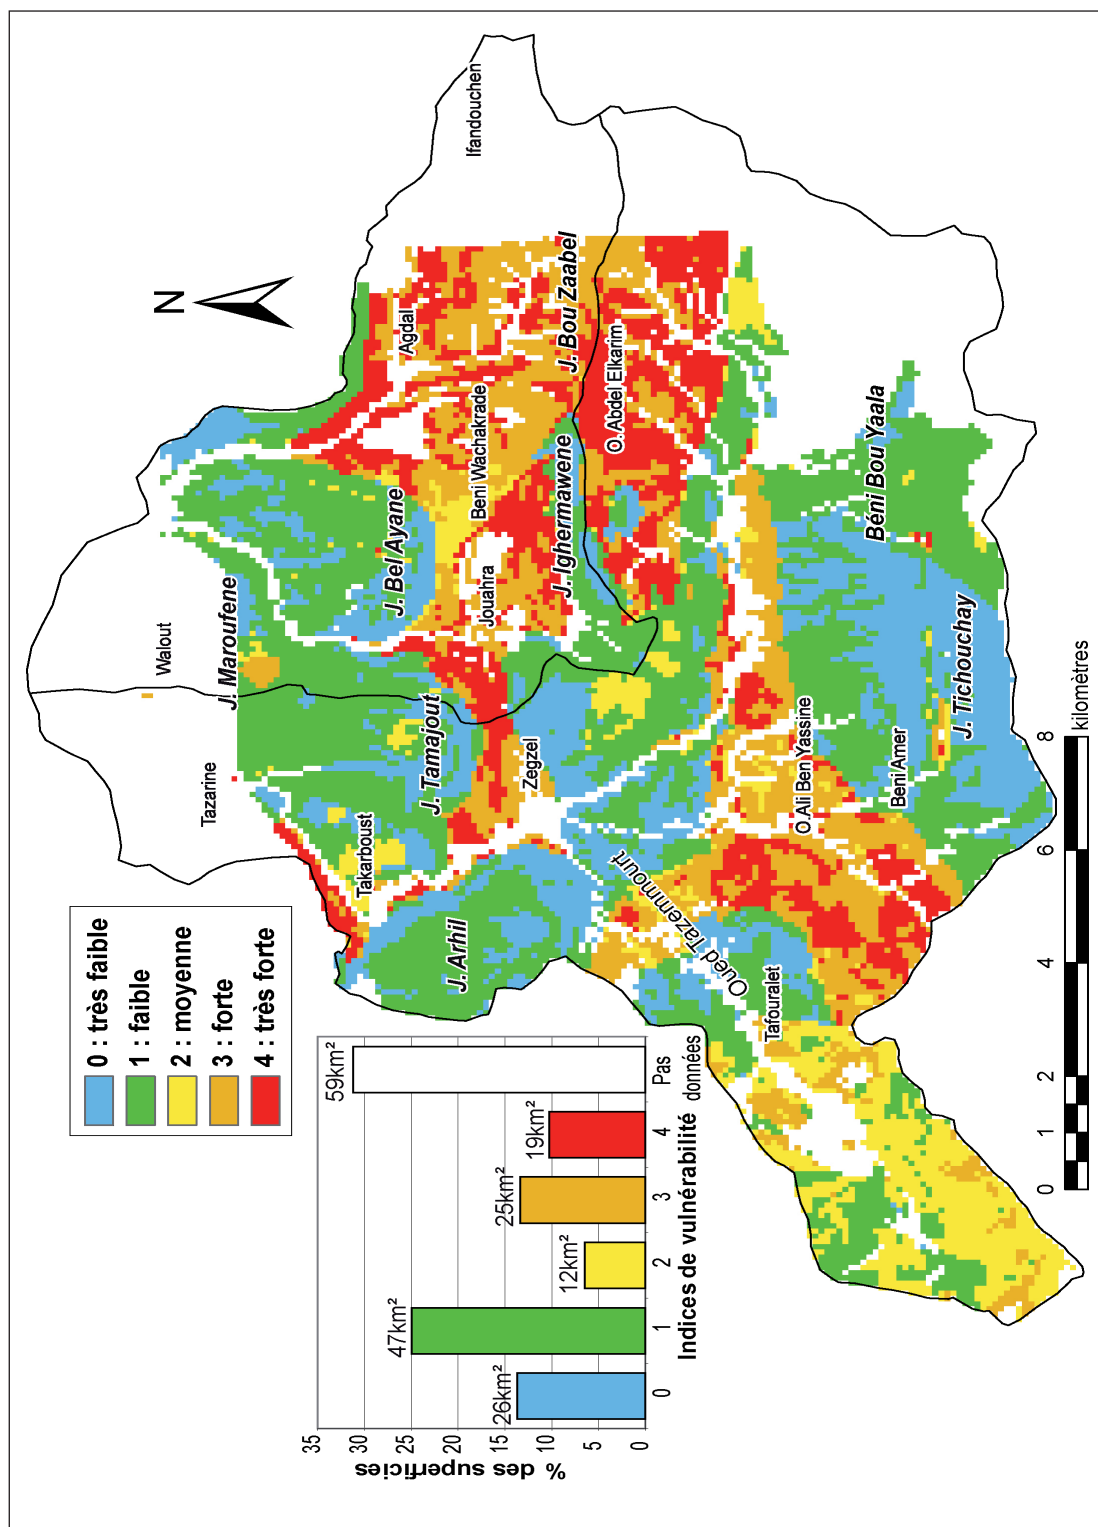 0 : très faible
1 : faible
2 : moyenne
3 : forte
4 : très forte
N
Walout
Tazarine
Ifandouchen
J. Maroufene
Agdal
Takarboust
J. Bel Ayane
J. Tamajout
Beni Wachakrade
J. Arhil
Jouahra
Zegzel
J. Bou Zaabel
J. Ighermawene
O. Abdel Elkarim
Oued Tazemmourt
Tafouralet
O.Ali Ben Yassine
Béni Bou Yaala
Beni Amer
J. Tichouchay
% des superficies
35
30
25
20
15
10
5
0
26km²
47km²
12km²
25km²
19km²
59km²
0
1
2
3
4
Pas
données
Indices de vulnérabilité
0
1
2
4
6
8
kilomètres